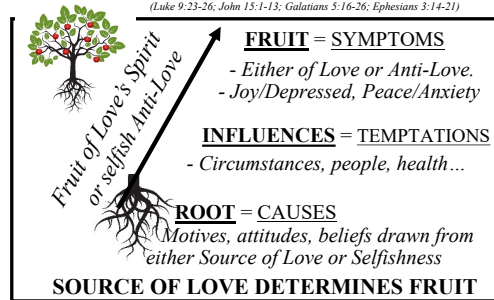 (Luke 9:23-26; John 15:1-13; Galatians 5:16-26; Ephesians 3:14-21)
FRUIT = SYMPTOMS
- Either of Love or Anti-Love.
- Joy/Depressed, Peace/Anxiety
Fruit of Love's Spirit
or selfish Anti-Love
INFLUENCES = TEMPTATIONS
- Circumstances, people, health…
ROOT = CAUSES
Motives, attitudes, beliefs drawn from
either Source of Love or Selfishness
SOURCE OF LOVE DETERMINES FRUIT